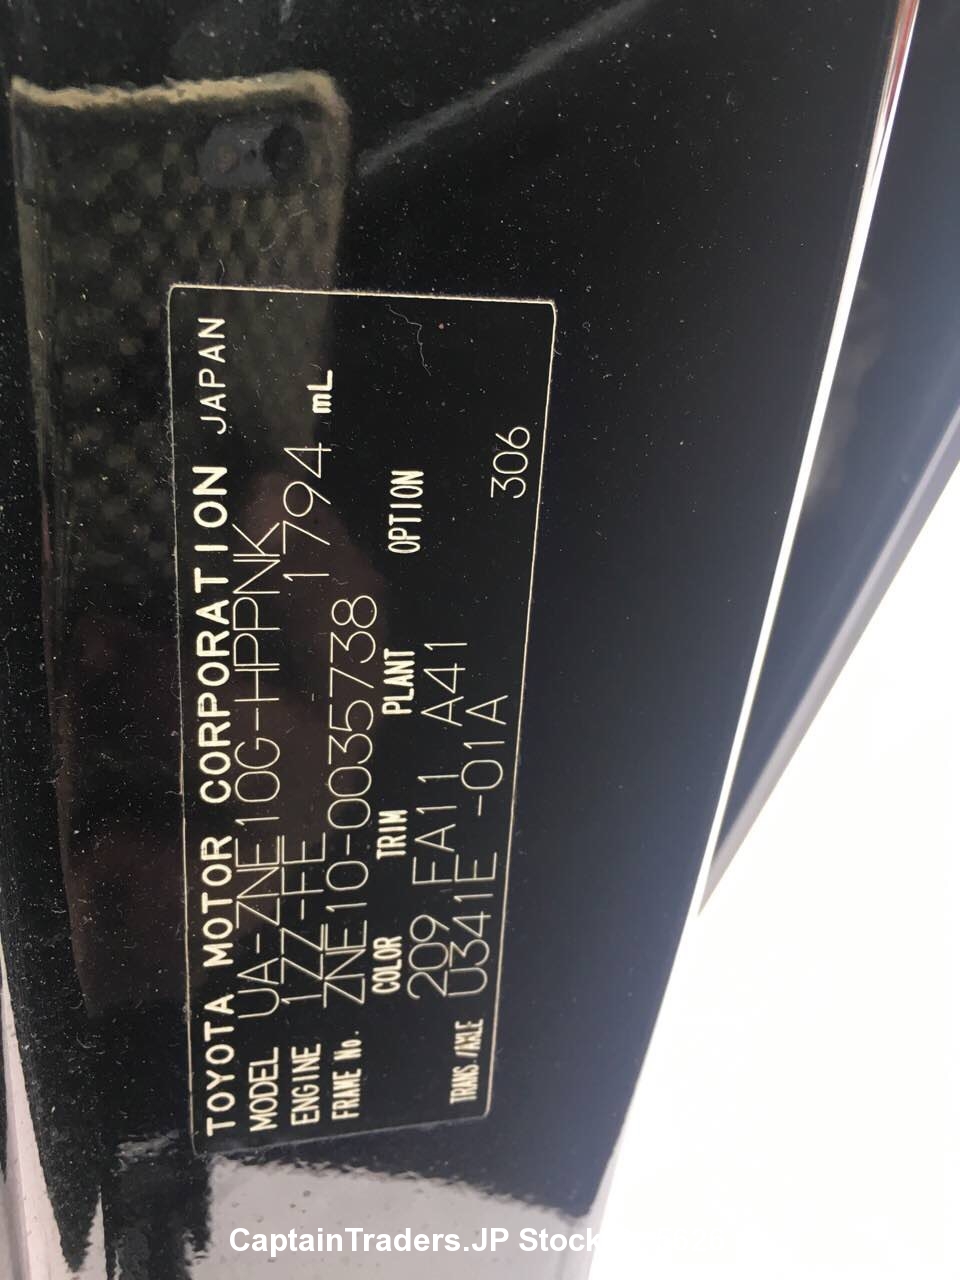 TOYOTA MOTOR CORPORATION JAPAN
MODEL UA-ZNE10G-HPPNK
ENGINE 1ZZ-FE 1794 mL
FRAME No. ZNE10-0035738
COLOR TRIM PLANT OPTION
209 FA11 A41
TRANS./AXLE U341E -01A 306
CaptainTraders.JP Stock